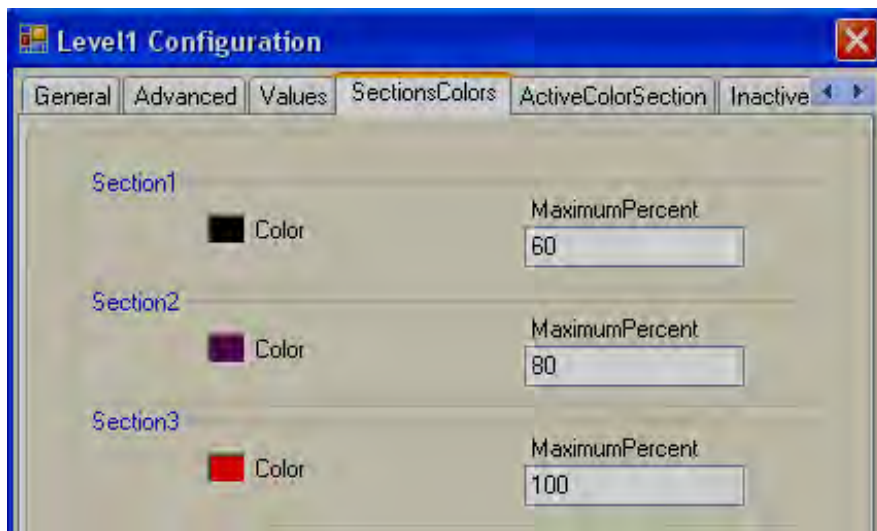 Level1 Configuration
General Advanced Values SectionsColors ActiveColorSection Inactive
Section1
Color
MaximumPercent
60
Section2
Color
MaximumPercent
80
Section3
Color
MaximumPercent
100